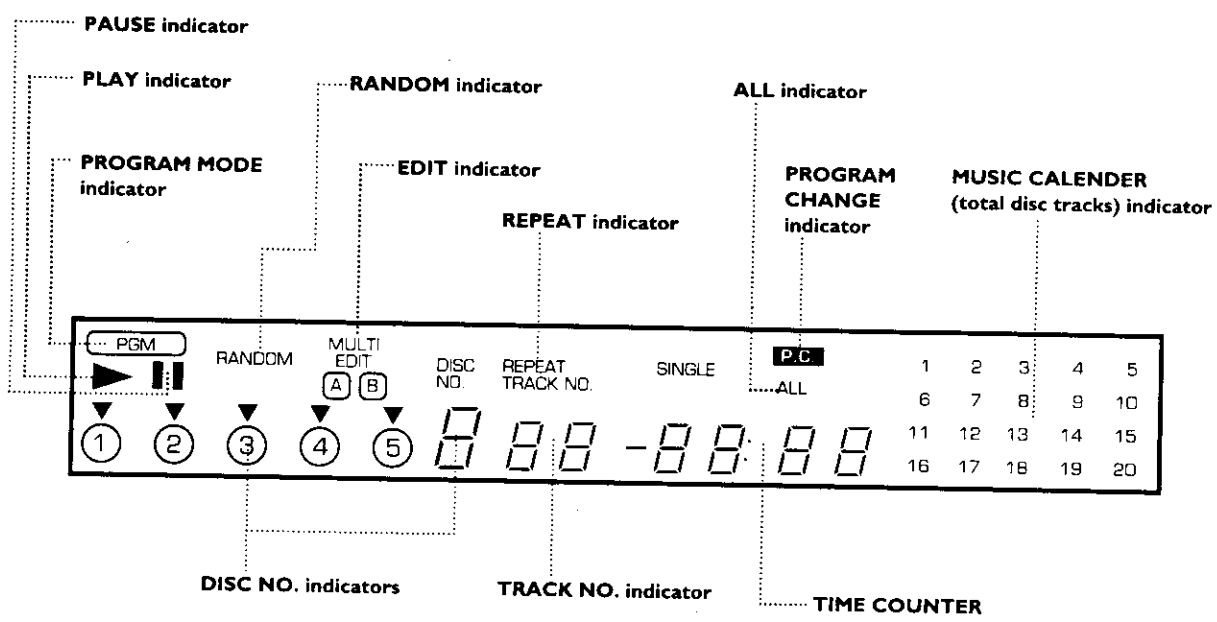 PAUSE indicator
PLAY indicator
RANDOM indicator
ALL indicator
PROGRAM MODE
indicator
EDIT indicator
REPEAT indicator
PROGRAM
CHANGE
indicator
MUSIC CALENDER
(total disc tracks) indicator
PGM
RANDOM
MULTI
EDIT
A B
DISC
NO.
REPEAT
TRACK NO.
SINGLE
P.C.
ALL
1 2 3 4 5
8 88 -88:88
1 2 3 4 5
6 7 8 9 10
11 12 13 14 15
16 17 18 19 20
DISC NO. indicators
TRACK NO. indicator
TIME COUNTER